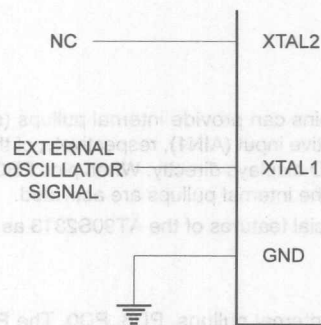 NC
XTAL2
EXTERNAL
OSCILLATOR
SIGNAL
XTAL1
GND